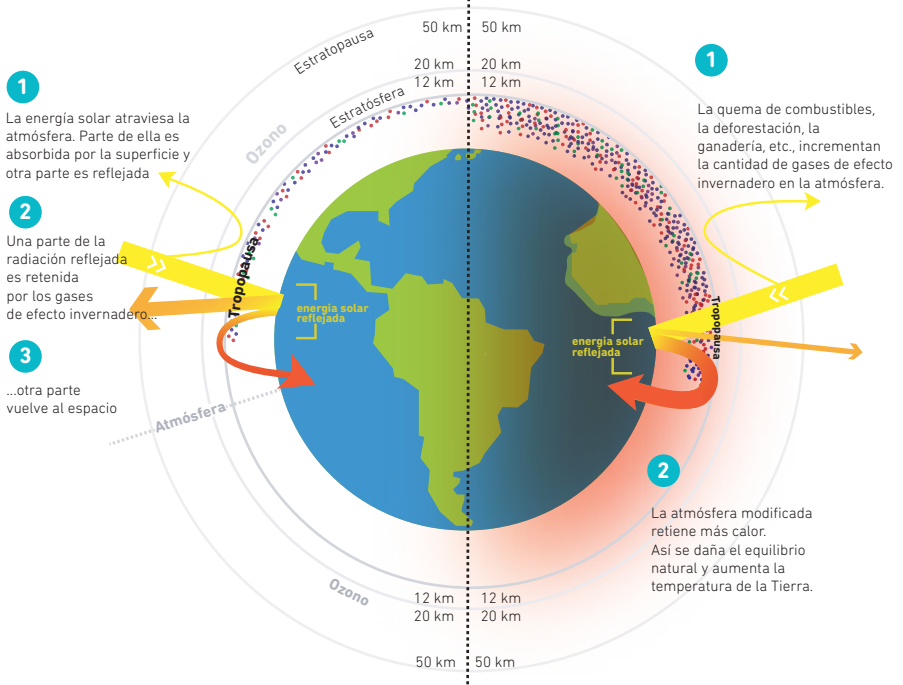 50 km
50 km
Estratopausa
20 km
20 km
12 km
12 km
Estratósfera
Ozono
1
La energía solar atraviesa la
atmósfera. Parte de ella es
absorbida por la superficie y
otra parte es reflejada
2
Una parte de la
radiación reflejada
es retenida
por los gases
de efecto invernadero...
3
...otra parte
vuelve al espacio
Tropopausa
energia solar
reflejada
Atmósfera
1
La quema de combustibles,
la deforestación, la
ganadería, etc., incrementan
la cantidad de gases de efecto
invernadero en la atmósfera.
Tropopausa
energia solar
reflejada
2
La atmósfera modificada
retiene más calor.
Así se daña el equilibrio
natural y aumenta la
temperatura de la Tierra.
Ozono
12 km
12 km
20 km
20 km
50 km
50 km